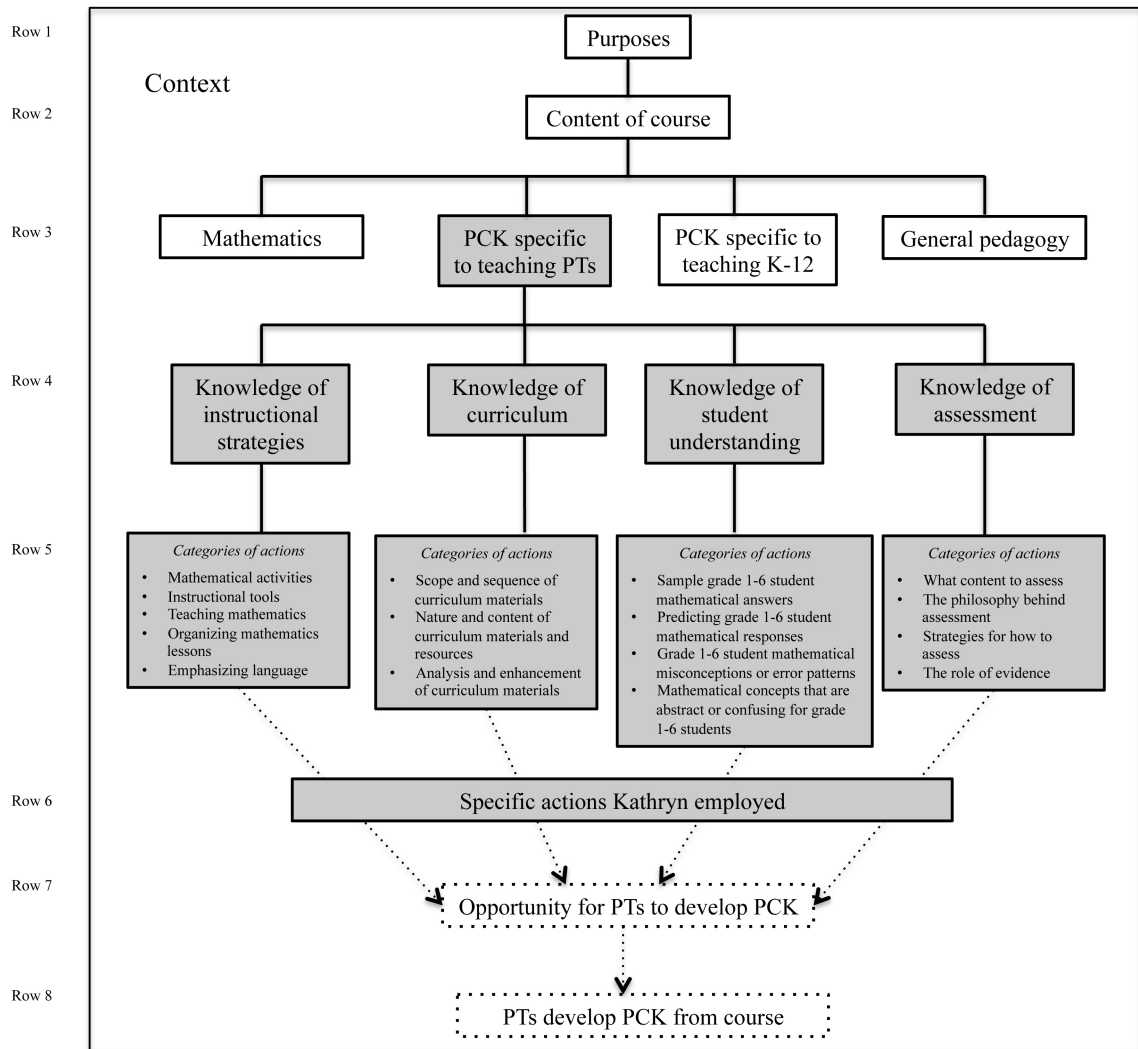 Row 1
Purposes
Context
Row 2
Content of course
Row 3
Mathematics
PCK specific
to teaching PTs
PCK specific to
teaching K-12
General pedagogy
Row 4
Knowledge of
instructional
strategies
Knowledge of
curriculum
Knowledge of
student
understanding
Knowledge of
assessment
Row 5
Categories of actions
• Mathematical activities
• Instructional tools
• Teaching mathematics
• Organizing mathematics
lessons
• Emphasizing language
Categories of actions
• Scope and sequence of
curriculum materials
• Nature and content of
curriculum materials and
resources
• Analysis and enhancement
of curriculum materials
Categories of actions
• Sample grade 1-6 student
mathematical answers
• Predicting grade 1-6 student
mathematical responses
• Grade 1-6 student mathematical
misconceptions or error patterns
• Mathematical concepts that are
abstract or confusing for grade
1-6 students
Categories of actions
• What content to assess
• The philosophy behind
assessment
• Strategies for how to
assess
• The role of evidence
Row 6
Specific actions Kathryn employed
Row 7
Opportunity for PTs to develop PCK
Row 8
PTs develop PCK from course